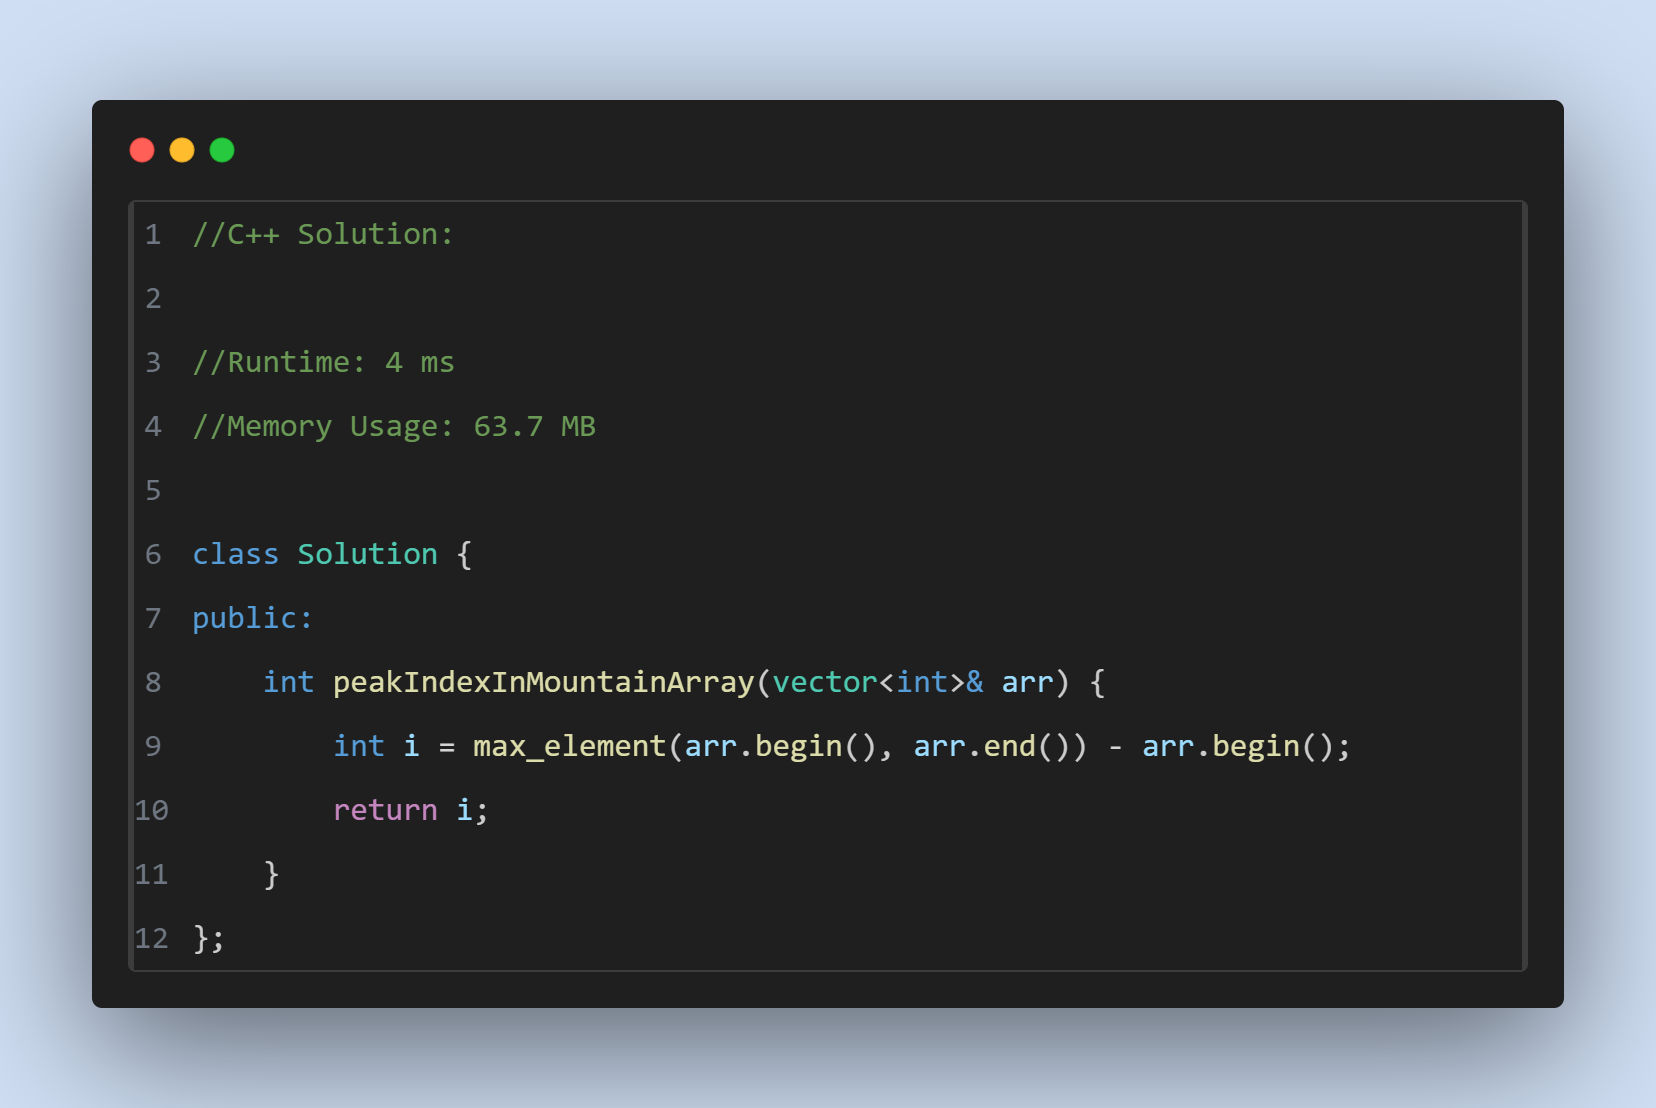 1 //C++ Solution:
2
3 //Runtime: 4 ms
4 //Memory Usage: 63.7 MB
5
6 class Solution {
7 public:
8     int peakIndexInMountainArray(vector<int>& arr) {
9         int i = max_element(arr.begin(), arr.end()) - arr.begin();
10         return i;
11     }
12 };